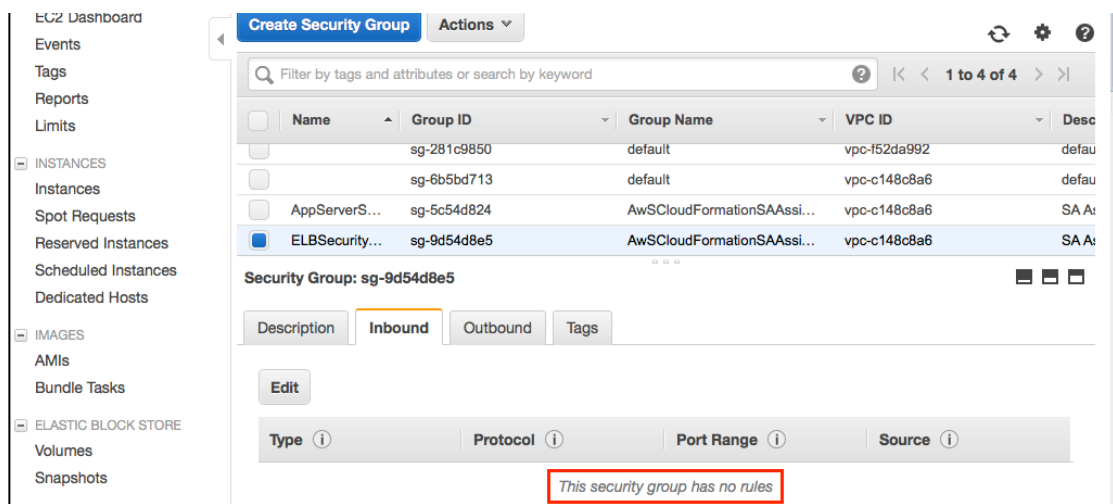 EC2 Dashboard
Events
Tags
Reports
Limits
INSTANCES
Instances
Spot Requests
Reserved Instances
Scheduled Instances
Dedicated Hosts
IMAGES
AMIs
Bundle Tasks
ELASTIC BLOCK STORE
Volumes
Snapshots
Create Security Group Actions
Filter by tags and attributes or search by keyword 1 to 4 of 4
Name Group ID Group Name VPC ID Desc
sg-281c9850 default vpc-f52da992 defau
sg-6b5bd713 default vpc-c148c8a6 defau
AppServerS... sg-5c54d824 AwSCloudFormationSAAssi... vpc-c148c8a6 SA As
ELBSecurity... sg-9d54d8e5 AwSCloudFormationSAAssi... vpc-c148c8a6 SA As
Security Group: sg-9d54d8e5
Description Inbound Outbound Tags
Edit
Type Protocol Port Range Source
This security group has no rules